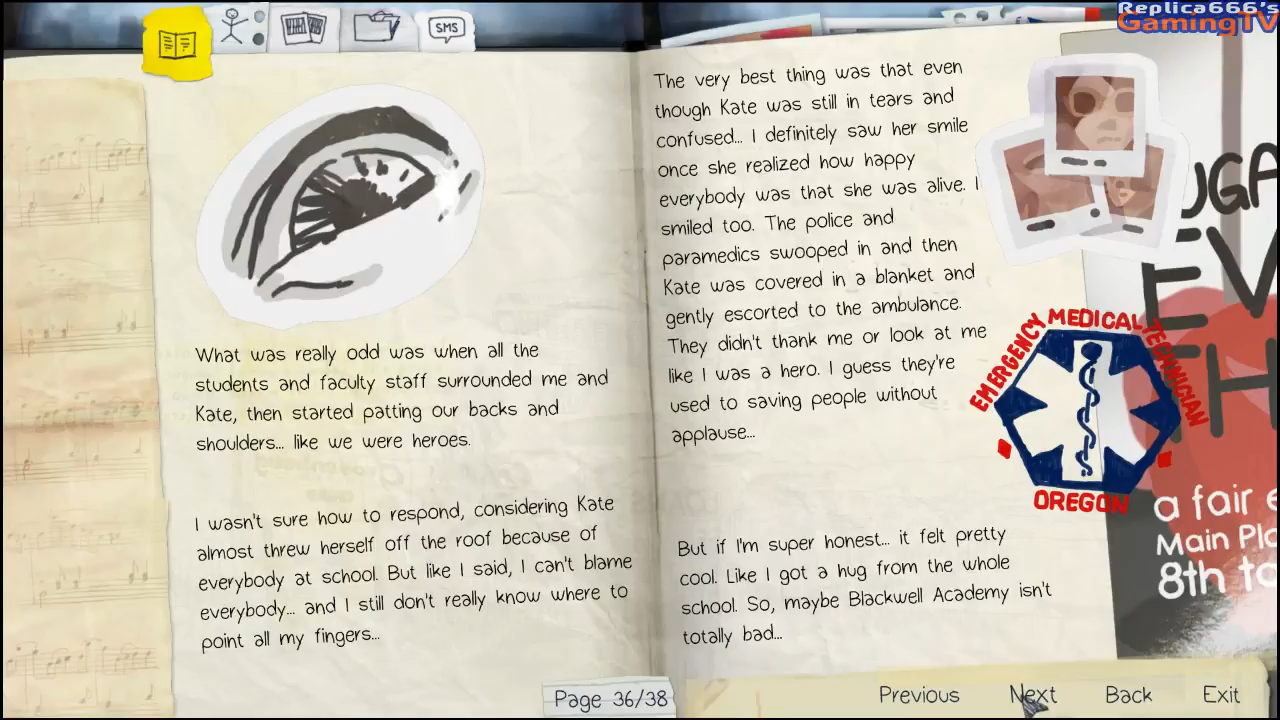 SMS
Replica666's
GamingTV
What was really odd was when all the
students and faculty staff surrounded me and
Kate, then started patting our backs and
shoulders... like we were heroes.
I wasn't sure how to respond, considering Kate
almost threw herself off the roof because of
everybody at school. But like I said, I can't blame
everybody... and I still don't really know where to
point all my fingers...
The very best thing was that even
though Kate was still in tears and
confused... I definitely saw her smile
once she realized how happy
everybody was that she was alive. I
smiled too. The police and
paramedics swooped in and then
Kate was covered in a blanket and
gently escorted to the ambulance.
They didn't thank me or look at me
like I was a hero. I guess they're
used to saving people without
applause...
But if I'm super honest... it felt pretty
cool. Like I got a hug from the whole
school. So, maybe Blackwell Academy isn't
totally bad...
EMERGENCY MEDICAL TECHNICIAN
OREGON
EV
H
a fair
Main
8th
Page 36/38
Previous
Next
Back
Exit